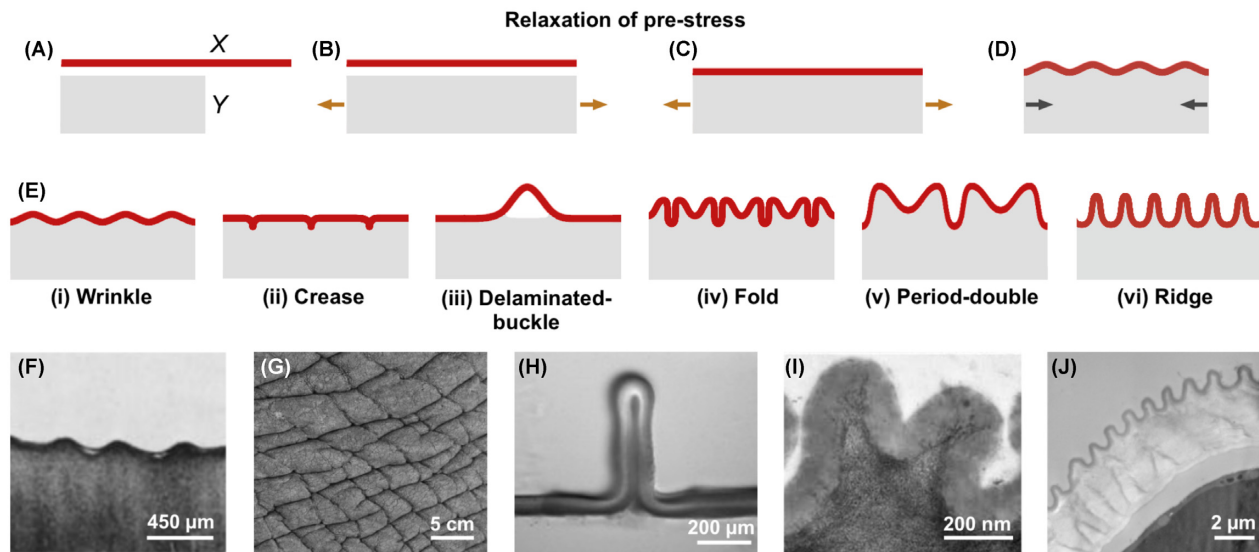 Relaxation of pre-stress
(A) X (B) (C) (D)
Y
(E)
(i) Wrinkle (ii) Crease (iii) Delaminated- (iv) Fold (v) Period-double (vi) Ridge
buckle
(F) (G) (H) (I) (J)
450 µm 5 cm 200 µm 200 nm 2 µm